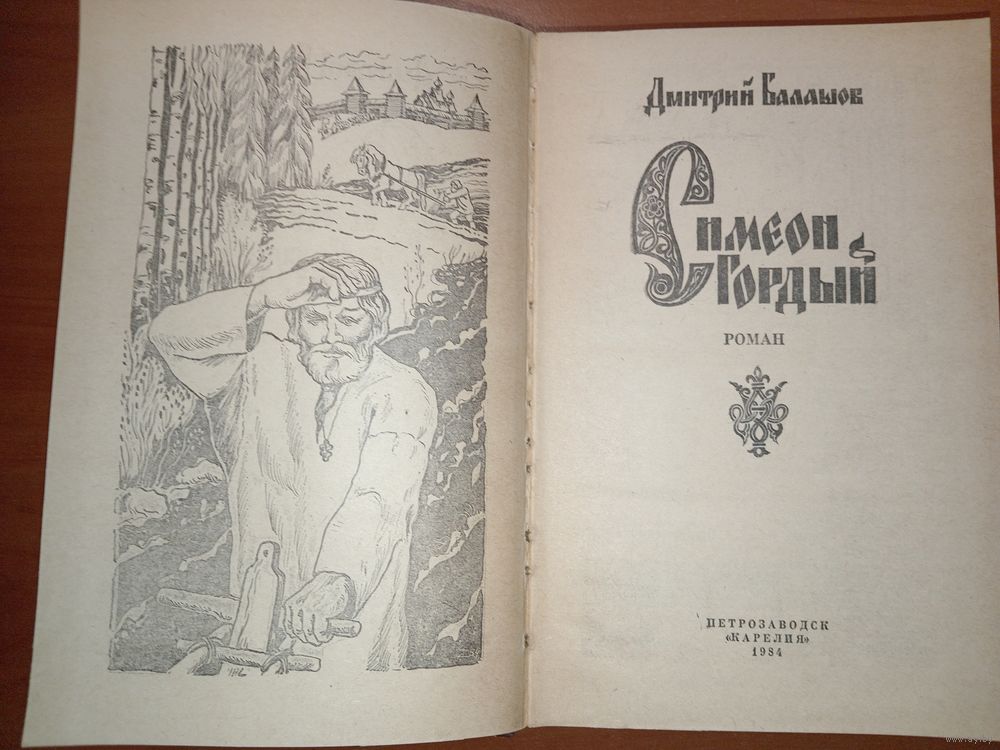 Дмитрий Балашов
Симеон
Гордый
РОМАН
ПЕТРОЗАВОДСК
«КАРЕЛИЯ»
1984